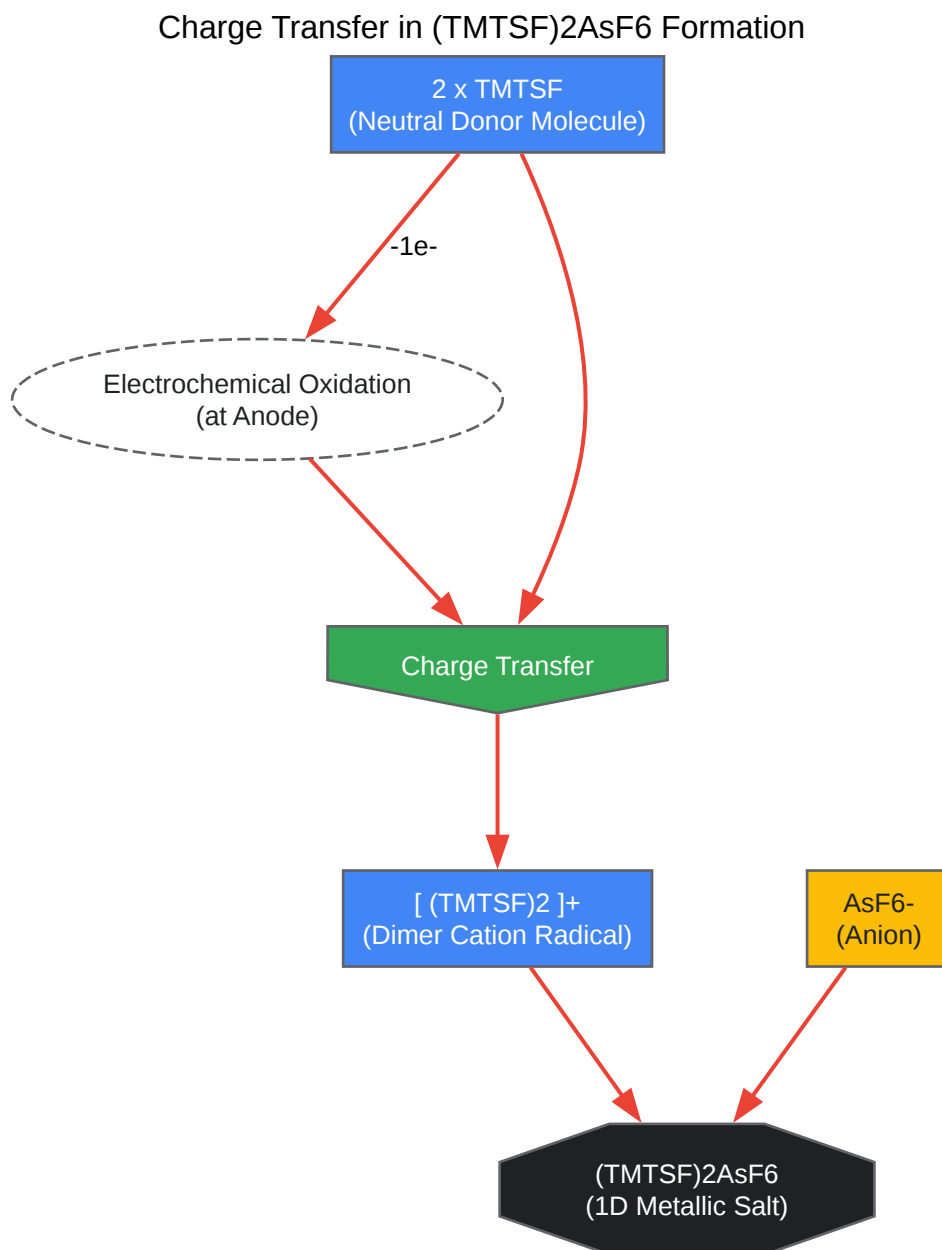 Charge Transfer in (TMTSF)2AsF6 Formation
2 x TMTSF
(Neutral Donor Molecule)
-1e-
Electrochemical Oxidation
(at Anode)
Charge Transfer
[ (TMTSF)2 ]+
(Dimer Cation Radical)
AsF6-
(Anion)
(TMTSF)2AsF6
(1D Metallic Salt)